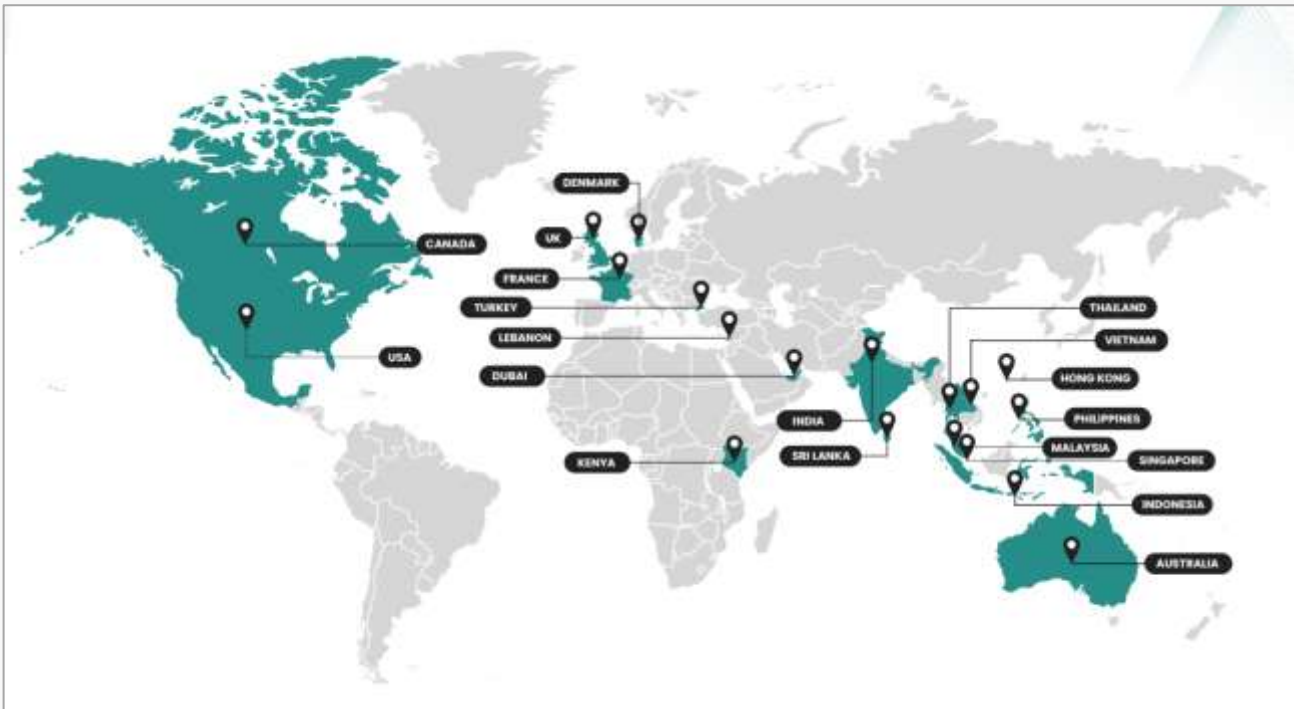 DENMARK
UK
CANADA
FRANCE
TURKEY
THAILAND
LEBANON
VIETNAM
USA
DUBAI
HONG KONG
INDIA
PHILIPPINES
KENYA
SRI LANKA
MALAYSIA
SINGAPORE
INDONESIA
AUSTRALIA